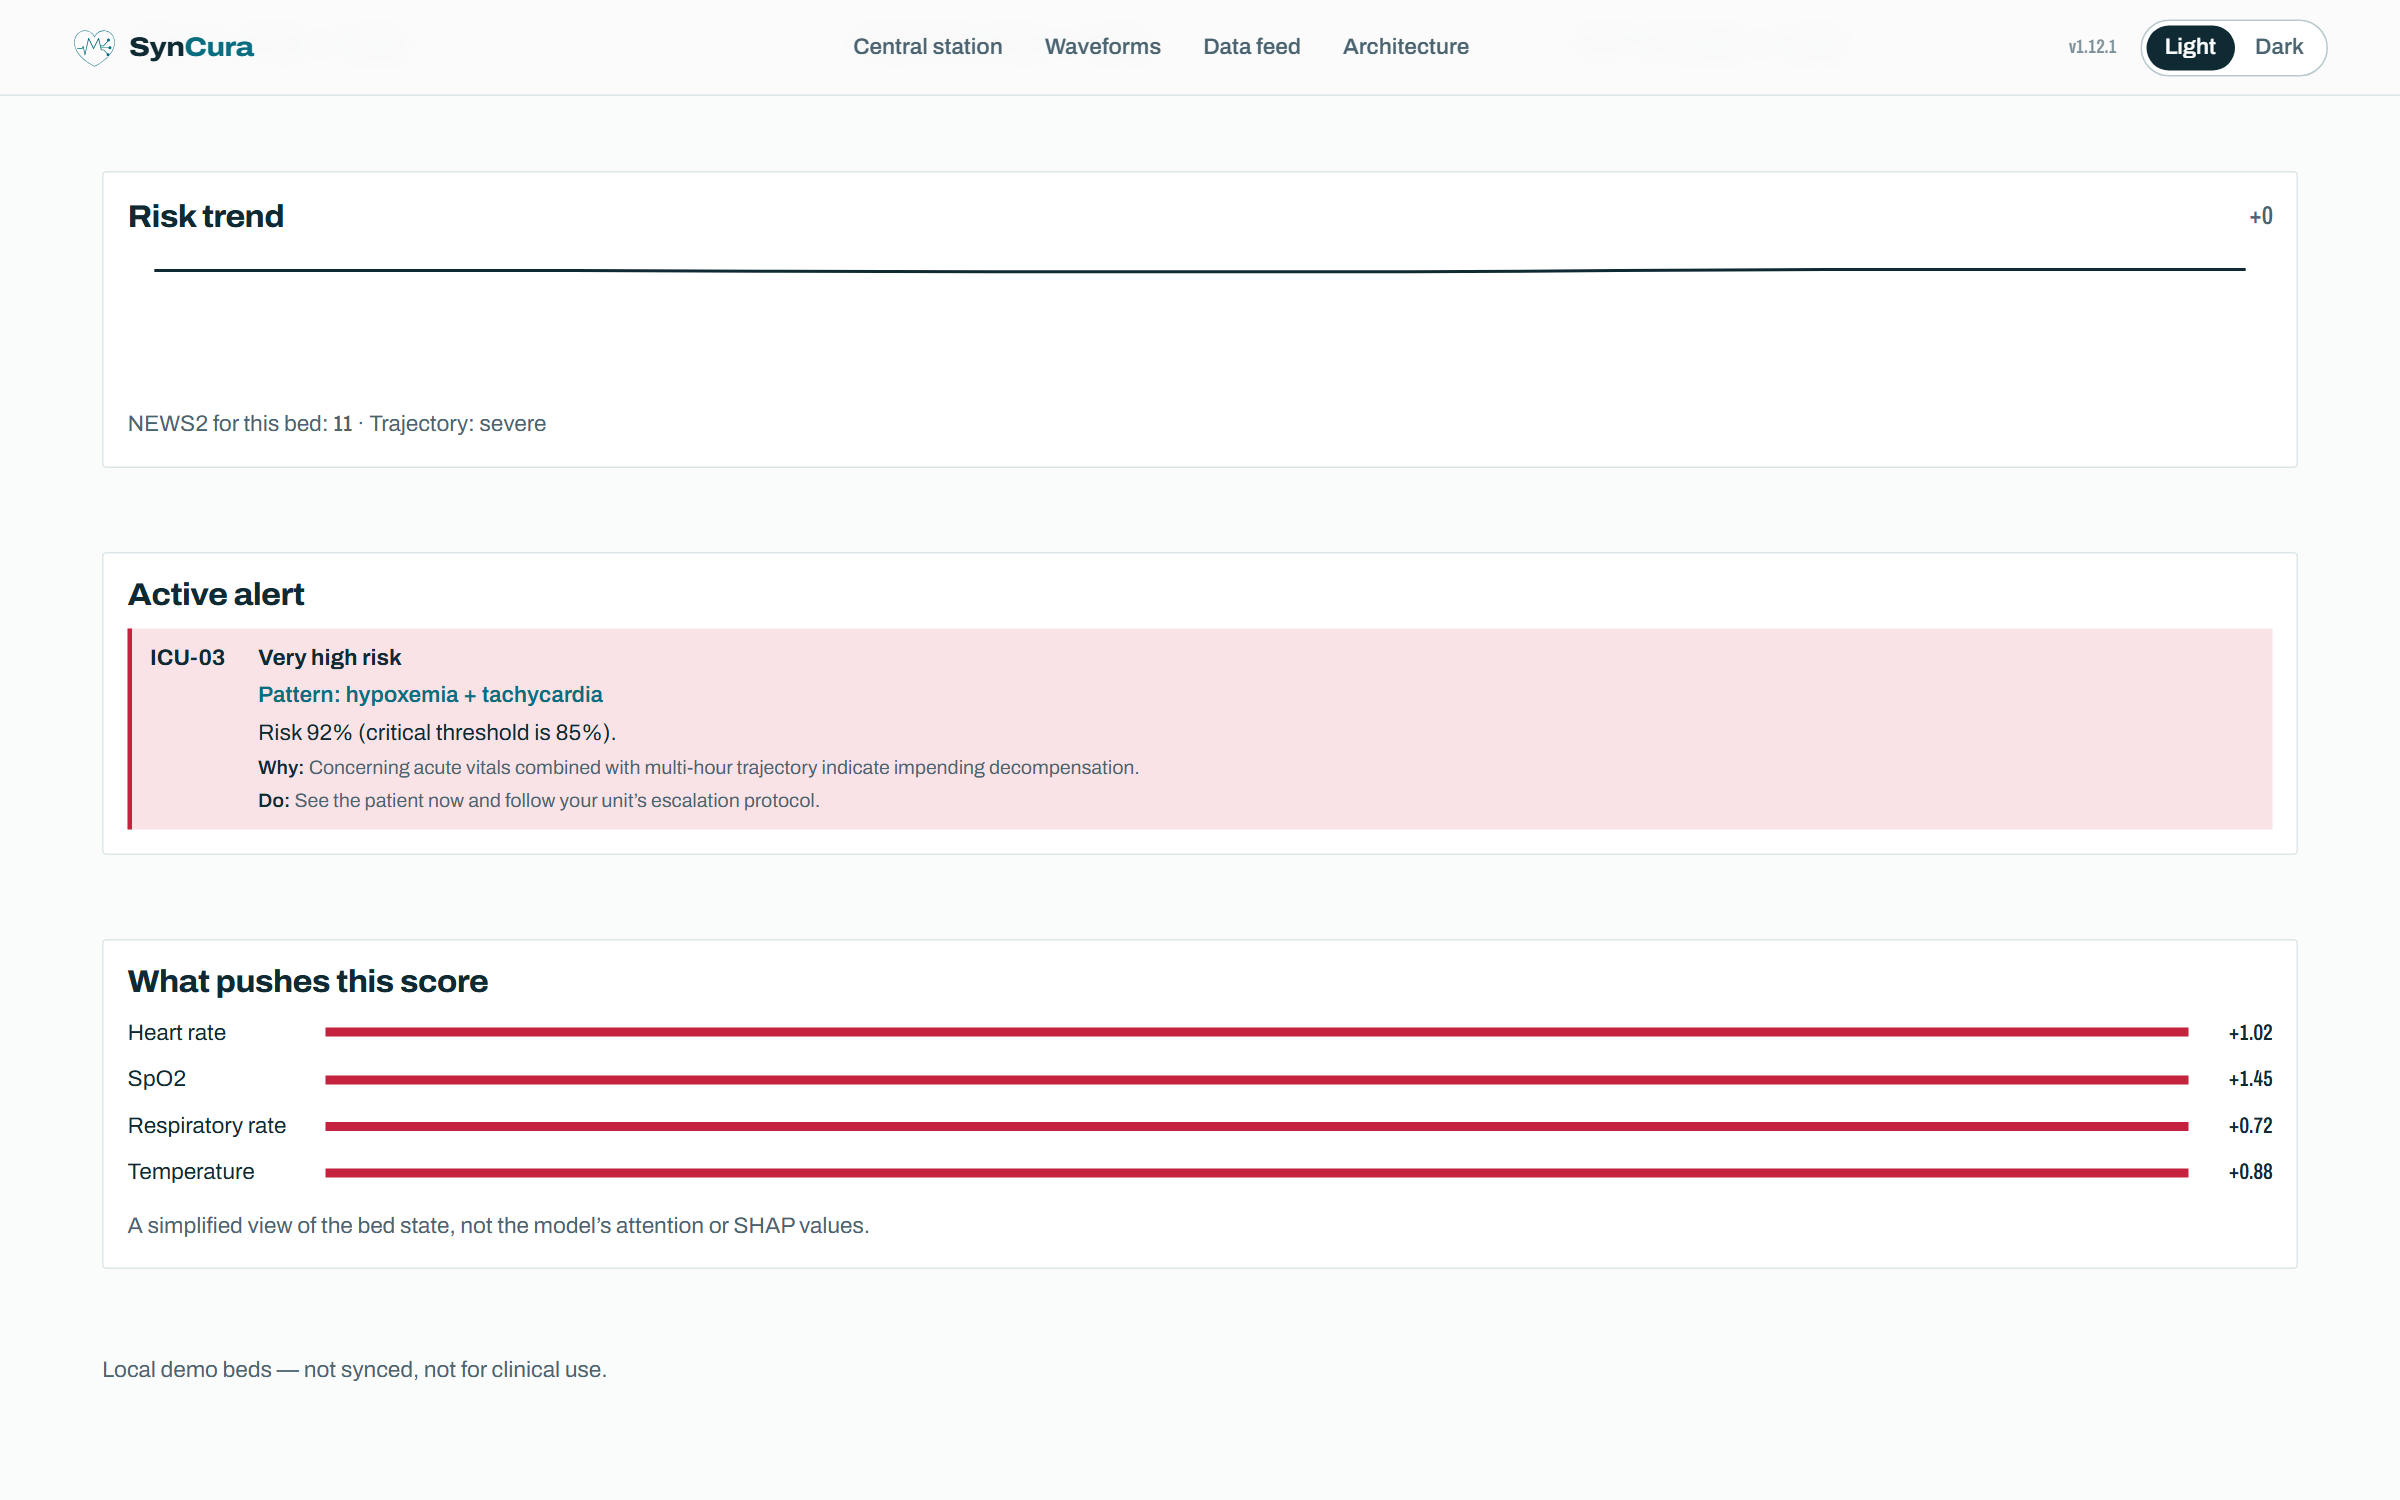 SynCura
Central station
Waveforms
Data feed
Architecture
v1.12.1
Light
Dark
Risk trend
+0
NEWS2 for this bed: 11 · Trajectory: severe
Active alert
ICU-03
Very high risk
Pattern: hypoxemia + tachycardia
Risk 92% (critical threshold is 85%).
Why: Concerning acute vitals combined with multi-hour trajectory indicate impending decompensation.
Do: See the patient now and follow your unit’s escalation protocol.
What pushes this score
Heart rate +1.02
SpO2 +1.45
Respiratory rate +0.72
Temperature +0.88
A simplified view of the bed state, not the model’s attention or SHAP values.
Local demo beds — not synced, not for clinical use.